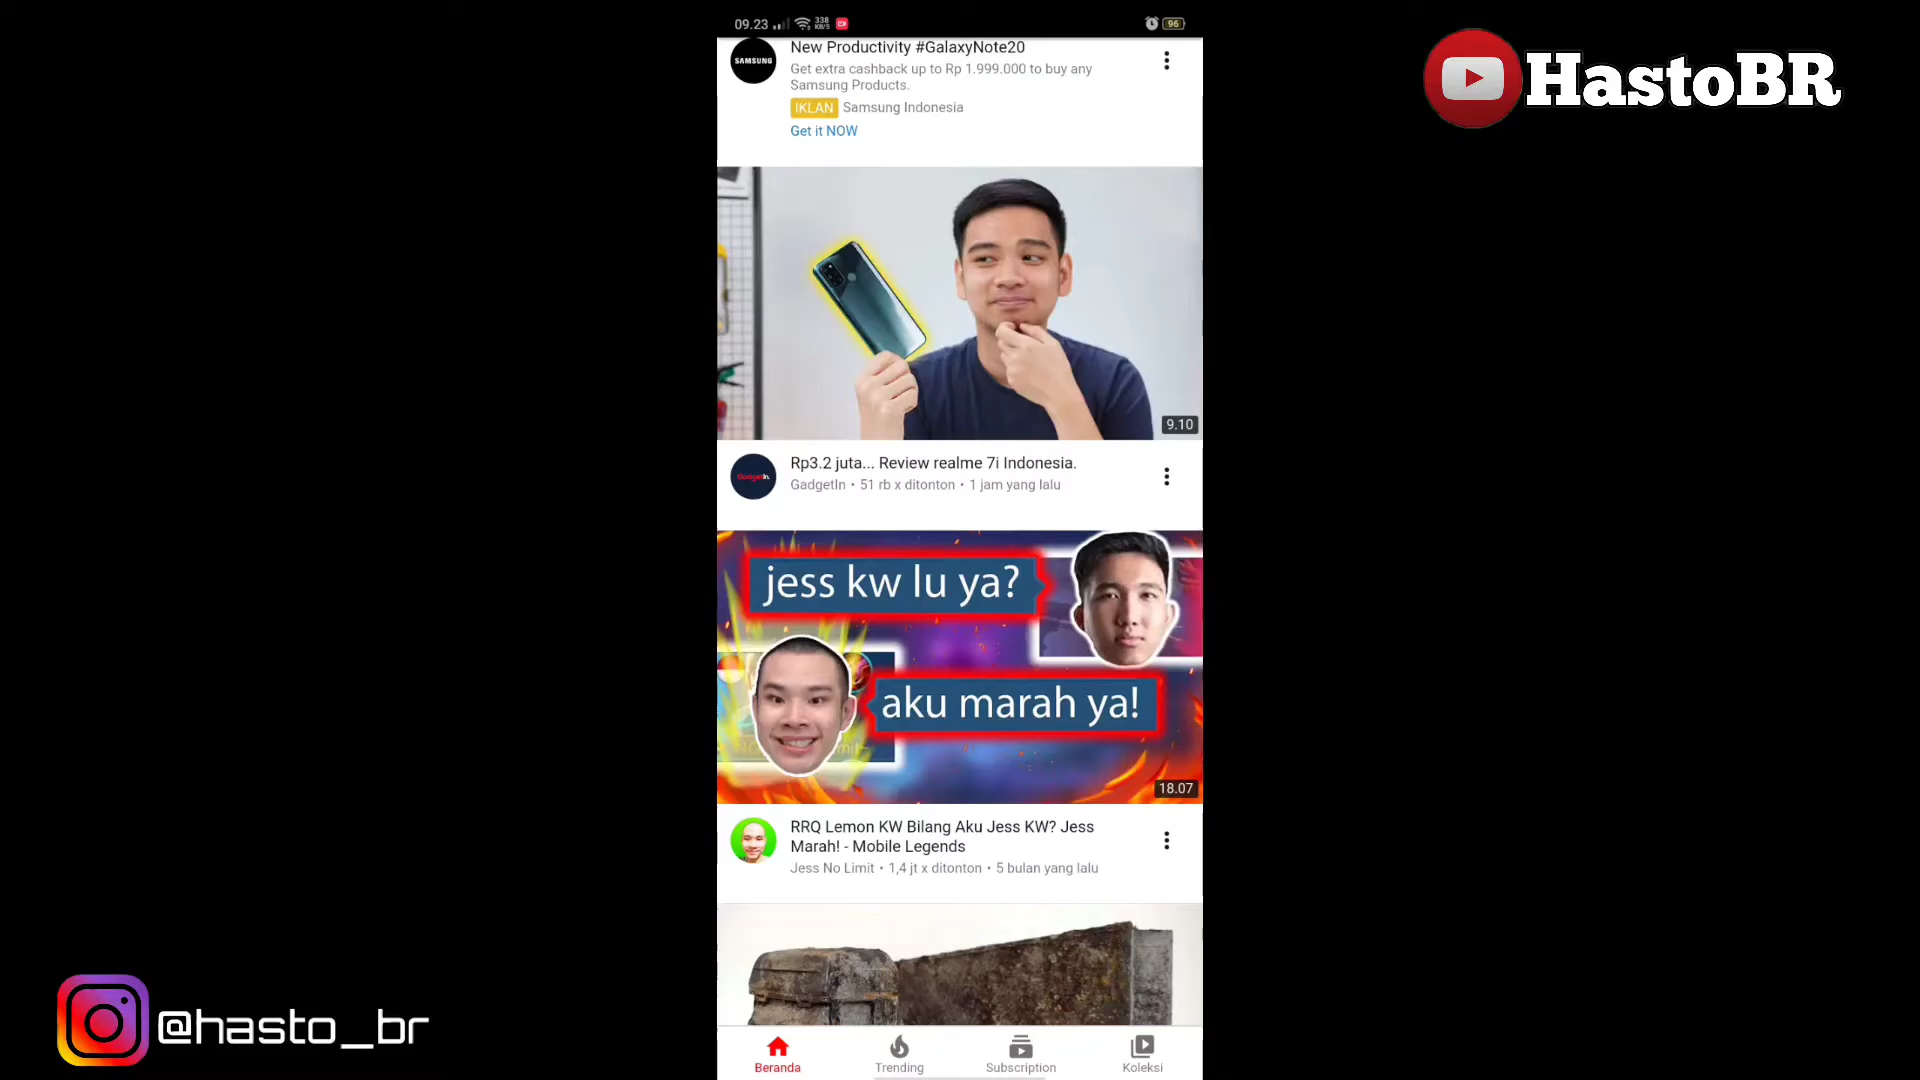 09.23
338
KB/S
96
HastoBR
SAMSUNG
New Productivity #GalaxyNote20
Get extra cashback up to Rp 1.999.000 to buy any
Samsung Products.
IKLAN Samsung Indonesia
Get it NOW
9.10
GadgetIn.
Rp3.2 juta... Review realme 7i Indonesia.
GadgetIn • 51 rb x ditonton • 1 jam yang lalu
jess kw lu ya?
aku marah ya!
18.07
RRQ Lemon KW Bilang Aku Jess KW? Jess
Marah! - Mobile Legends
Jess No Limit • 1,4 jt x ditonton • 5 bulan yang lalu
@hasto_br
Beranda
Trending
Subscription
Koleksi